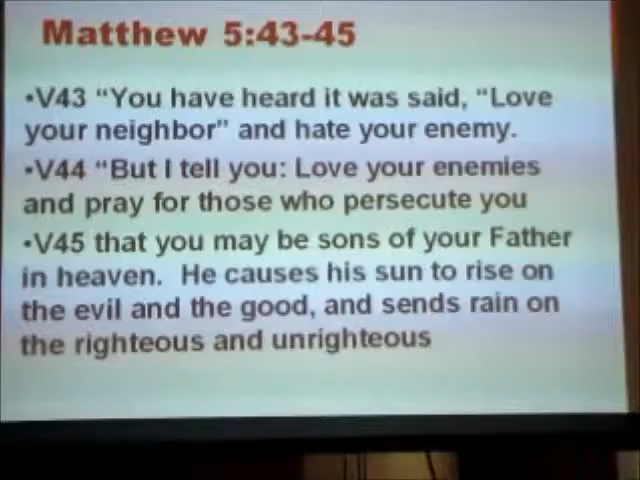 Matthew 5:43-45
•V43 “You have heard it was said, “Love
your neighbor” and hate your enemy.
•V44 “But I tell you: Love your enemies
and pray for those who persecute you
•V45 that you may be sons of your Father
in heaven.  He causes his sun to rise on
the evil and the good, and sends rain on
the righteous and unrighteous